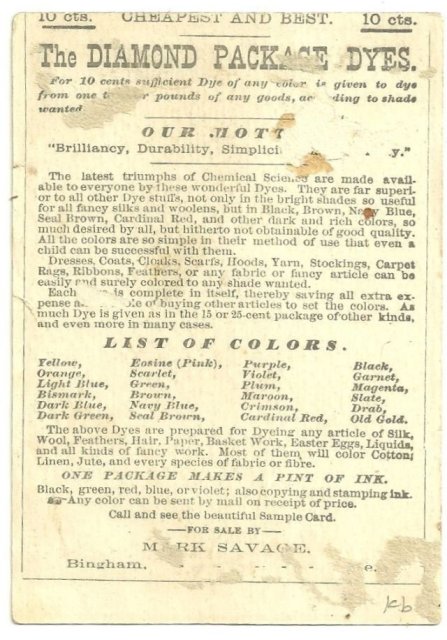 10 cts. CHEAPEST AND BEST. 10 cts.
The DIAMOND PACKAGE DYES.
For 10 cents sufficient Dye of any color is given to dye
from one t r pounds of any goods, ac ding to shade
wanted
OUR MOTT
"Brilliancy, Durability, Simplici y."
The latest triumphs of Chemical Science are made avail-
able to everyone by these wonderful Dyes. They are far superi-
or to all other Dye stuffs, not only in the bright shades so useful
for all fancy silks and woolens, but in Black, Brown, Navy Blue,
Seal Brown, Cardinal Red, and other dark and rich colors, so
much desired by all, but hitherto not obtainable of good quality.
All the colors are so simple in their method of use that even a
child can be successful with them.
Dresses, Coats, Cloaks, Scarfs, Hoods, Yarn, Stockings, Carpet
Rags, Ribbons, Feathers, or any fabric or fancy article can be
easily and surely colored to any shade wanted.
Each is complete in itself, thereby saving all extra ex-
pense of buying other articles to set the colors. As
much Dye is given as in the 15 or 25-cent package of other kinds,
and even more in many cases.
LIST OF COLORS.
Yellow, Eosine (Pink), Purple, Black,
Orange, Scarlet, Violet, Garnet,
Light Blue, Green, Plum, Magenta,
Bismark, Brown, Maroon, Slate,
Dark Blue, Navy Blue, Crimson, Drab,
Dark Green, Seal Brown, Cardinal Red, Old Gold.
The above Dyes are prepared for Dyeing any article of Silk,
Wool, Feathers, Hair, Paper, Basket Work, Easter Eggs, Liquids,
and all kinds of fancy work. Most of them will color Cotton,
Linen, Jute, and every species of fabric or fibre.
ONE PACKAGE MAKES A PINT OF INK.
Black, green, red, blue, or violet; also copying and stamping ink.
Any color can be sent by mail on receipt of price.
Call and see the beautiful Sample Card.
—FOR SALE BY—
M RK SAVAGE.
Bingham, - - - - - e.
kb